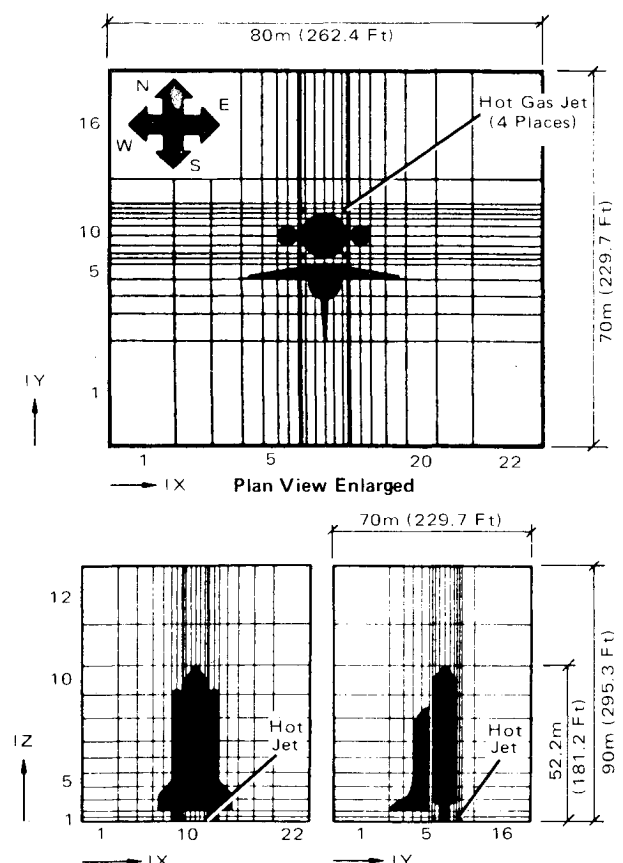 80m (262.4 Ft)
N
E
W
S
Hot Gas Jet
(4 Places)
16
10
5
1
70m (229.7 Ft)
IY
1 5 20 22
IX Plan View Enlarged
70m (229.7 Ft)
12
10
5
1
IZ
Hot
Jet
Hot
Jet
52.2m
(181.2 Ft)
90m (295.3 Ft)
1 10 22
1 5 16
IX
IY